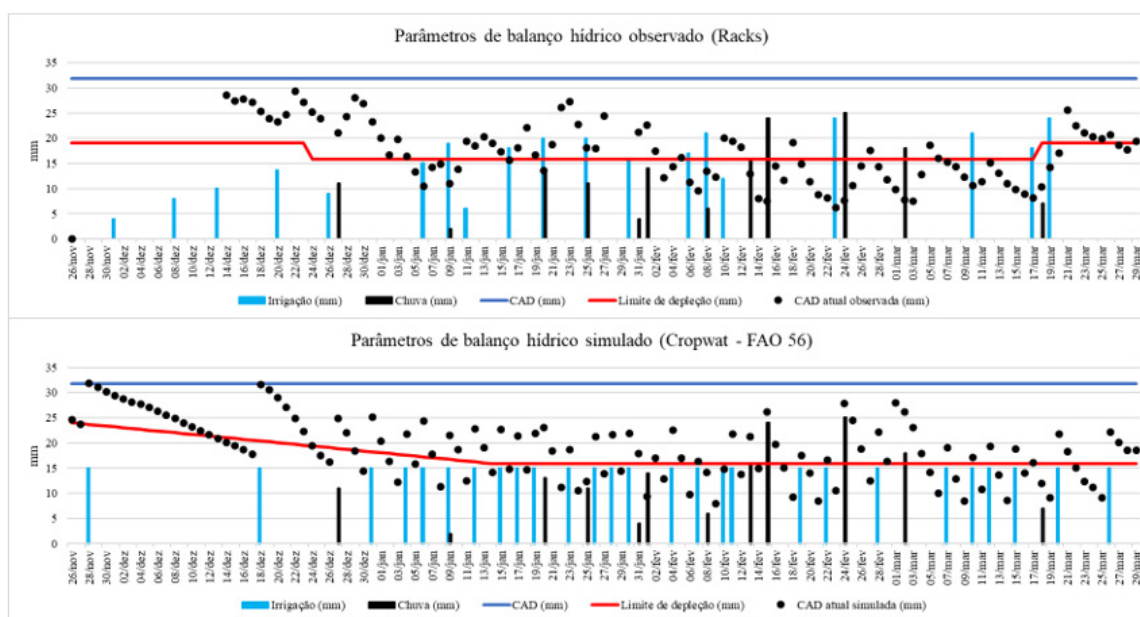 Parâmetros de balanço hídrico observado (Racks)
35
30
25
20
15
10
5
0
mm
26/nov 28/nov 30/nov 02/dez 04/dez 06/dez 08/dez 10/dez 12/dez 14/dez 16/dez 18/dez 20/dez 22/dez 24/dez 26/dez 28/dez 30/dez 01/jan 03/jan 05/jan 07/jan 09/jan 11/jan 13/jan 15/jan 17/jan 19/jan 21/jan 23/jan 25/jan 27/jan 29/jan 31/jan 02/fev 04/fev 06/fev 08/fev 10/fev 12/fev 14/fev 16/fev 18/fev 20/fev 22/fev 24/fev 26/fev 28/fev 01/mar 03/mar 05/mar 07/mar 09/mar 11/mar 13/mar 15/mar 17/mar 19/mar 21/mar 23/mar 25/mar 27/mar 29/mar
Irrigação (mm) Chuva (mm) CAD (mm) Limite de depleção (mm) CAD atual observada (mm)
Parâmetros de balanço hídrico simulado (Cropwat - FAO 56)
35
30
25
20
15
10
5
0
mm
26/nov 28/nov 30/nov 02/dez 04/dez 06/dez 08/dez 10/dez 12/dez 14/dez 16/dez 18/dez 20/dez 22/dez 24/dez 26/dez 28/dez 30/dez 01/jan 03/jan 05/jan 07/jan 09/jan 11/jan 13/jan 15/jan 17/jan 19/jan 21/jan 23/jan 25/jan 27/jan 29/jan 31/jan 02/fev 04/fev 06/fev 08/fev 10/fev 12/fev 14/fev 16/fev 18/fev 20/fev 22/fev 24/fev 26/fev 28/fev 01/mar 03/mar 05/mar 07/mar 09/mar 11/mar 13/mar 15/mar 17/mar 19/mar 21/mar 23/mar 25/mar 27/mar 29/mar
Irrigação (mm) Chuva (mm) CAD (mm) Limite de depleção (mm) CAD atual simulada (mm)